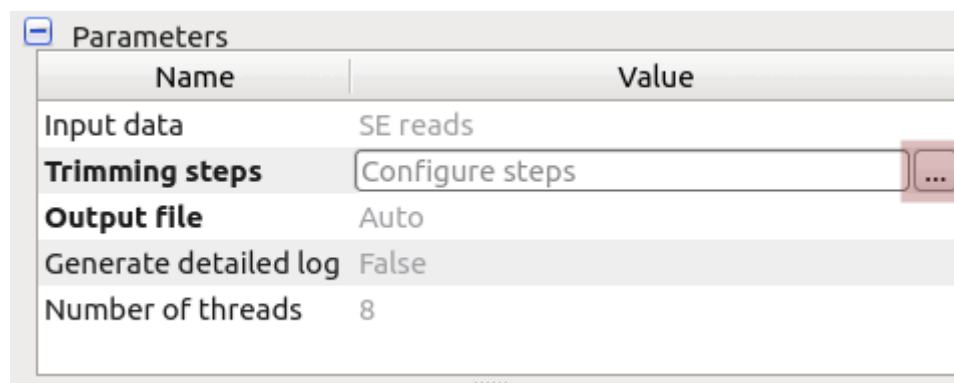 Parameters
Name Value
Input data SE reads
Trimming steps Configure steps ...
Output file Auto
Generate detailed log False
Number of threads 8